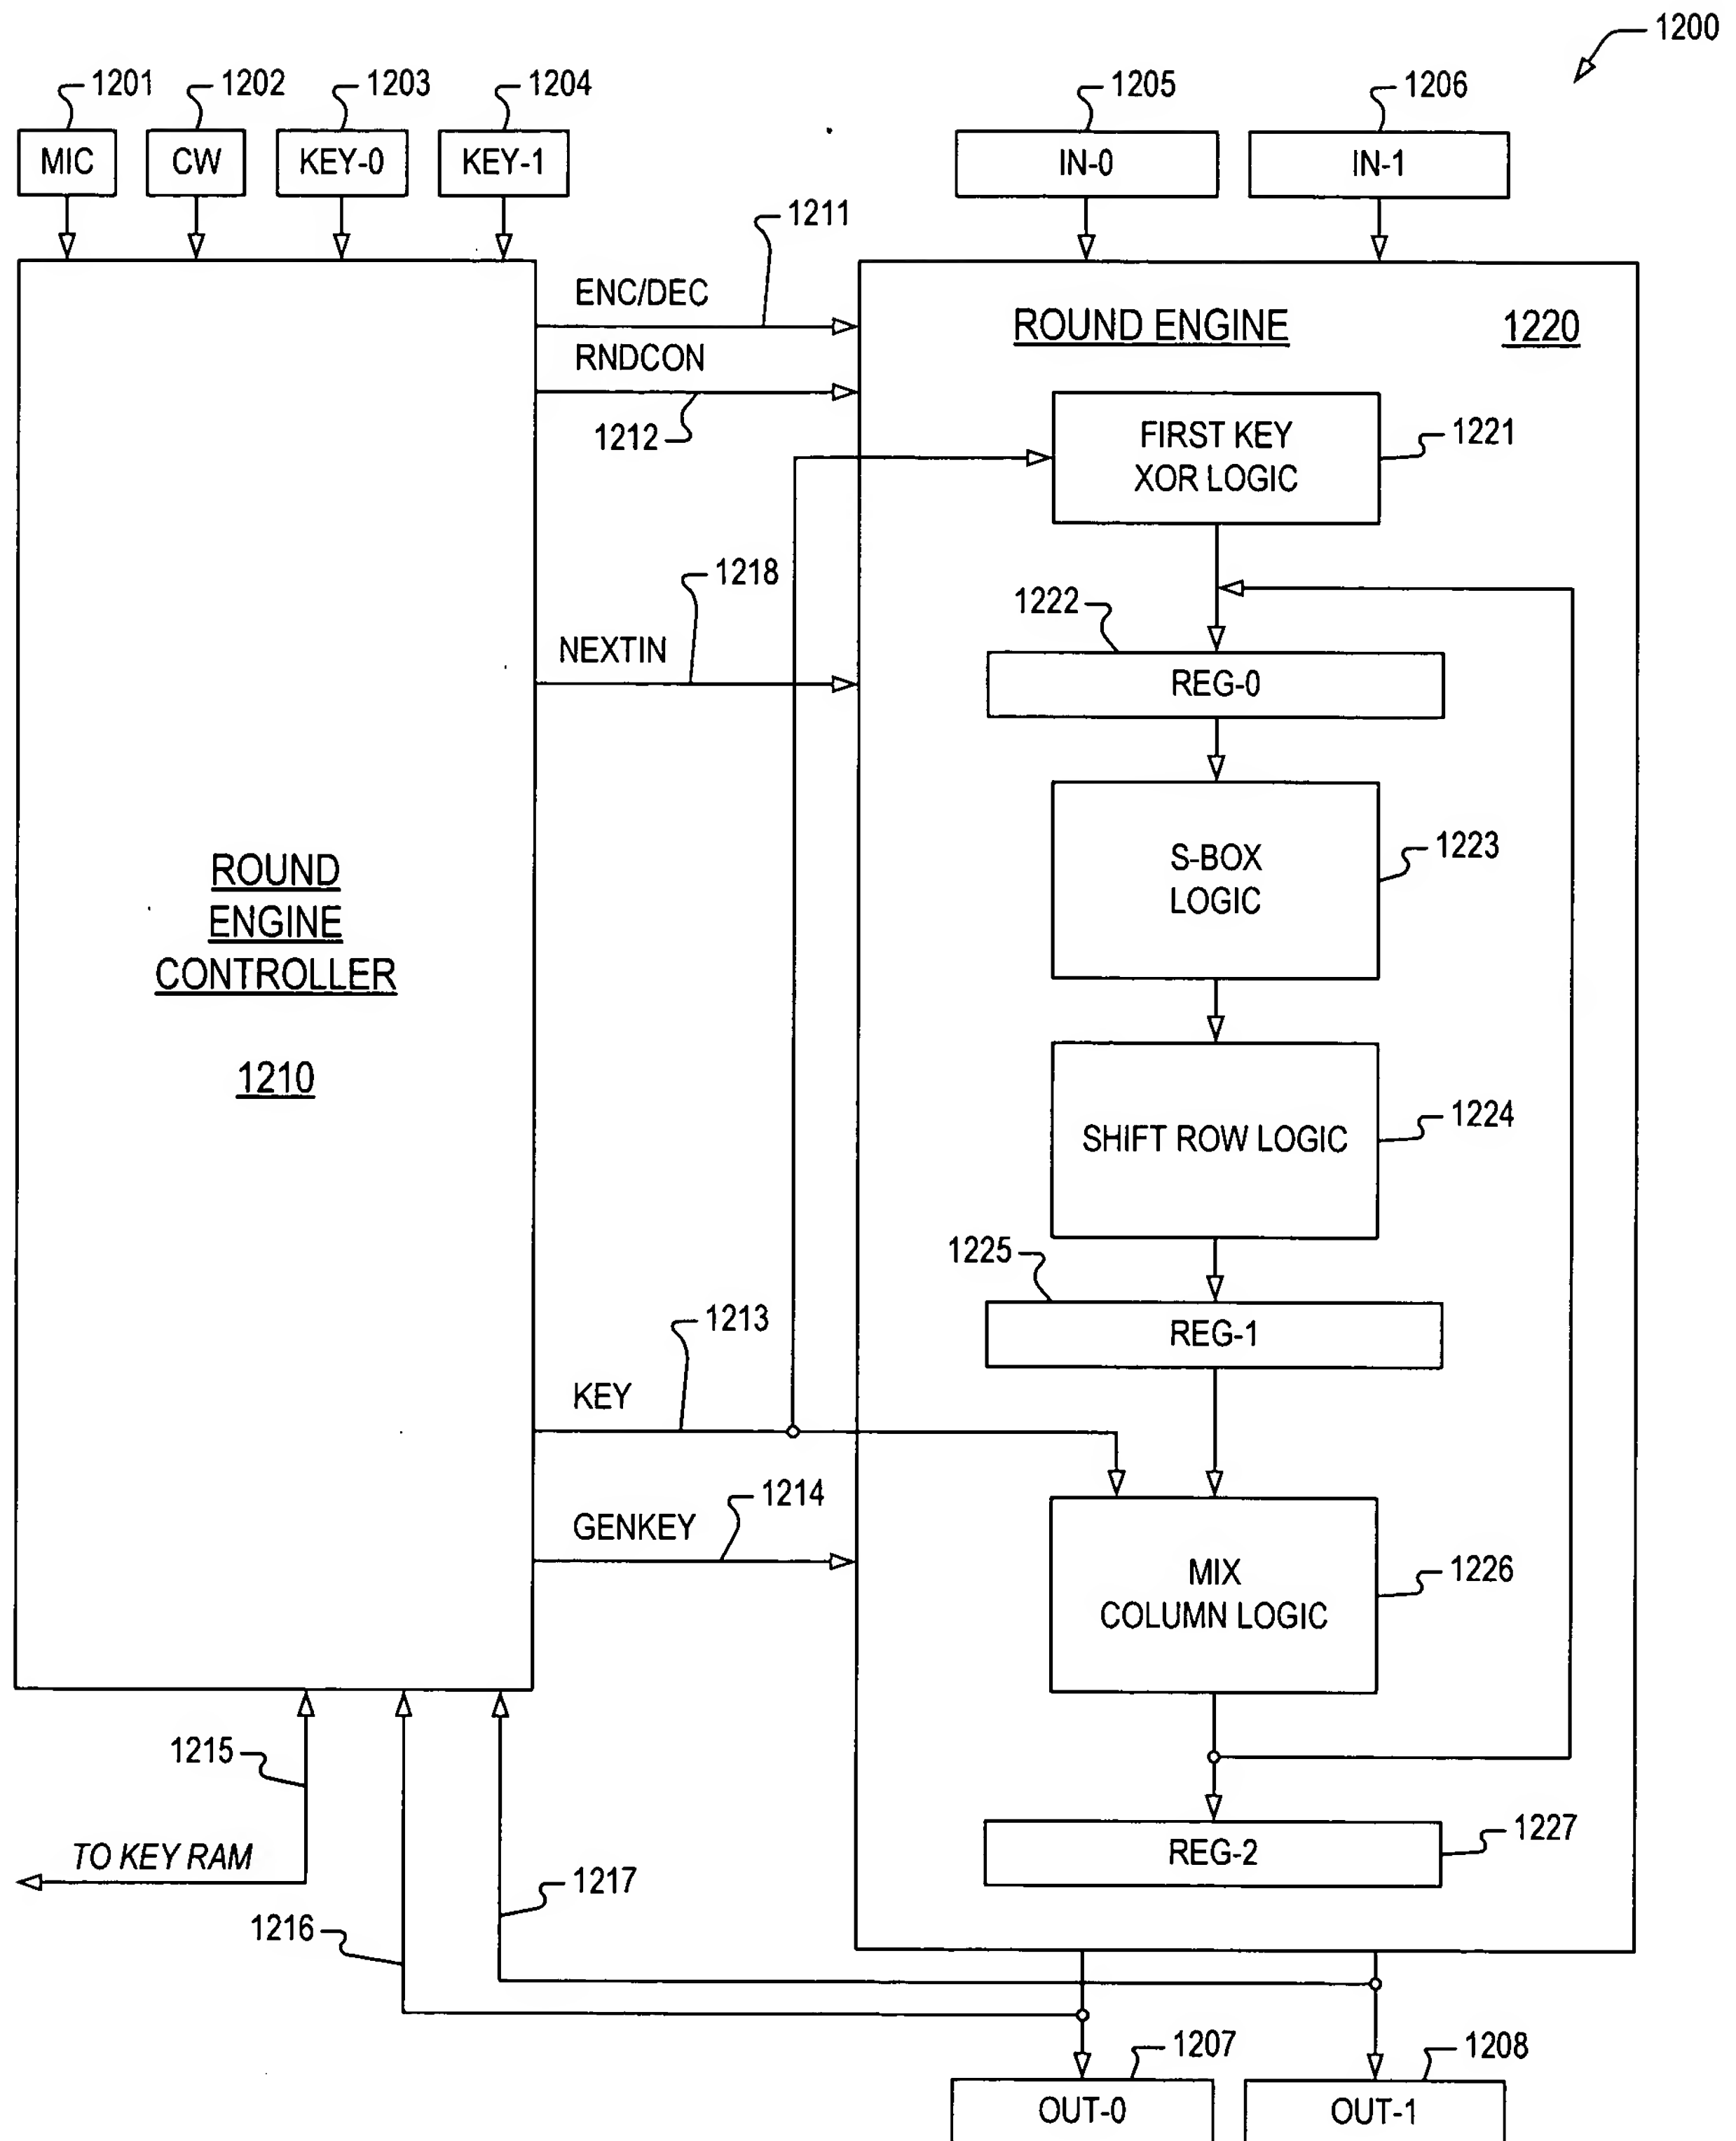 1200
1201
1202
1203
1204
1205
1206
MIC
CW
KEY-0
KEY-1
IN-0
IN-1
1211
ENC/DEC
ROUND ENGINE
1220
RNDCON
1212
FIRST KEY
XOR LOGIC
1221
1218
1222
NEXTIN
REG-0
S-BOX
LOGIC
1223
ROUND
ENGINE
CONTROLLER
1210
SHIFT ROW LOGIC
1224
1225
REG-1
1213
KEY
1214
GENKEY
MIX
COLUMN LOGIC
1226
1215
TO KEY RAM
REG-2
1227
1217
1216
1207
1208
OUT-0
OUT-1